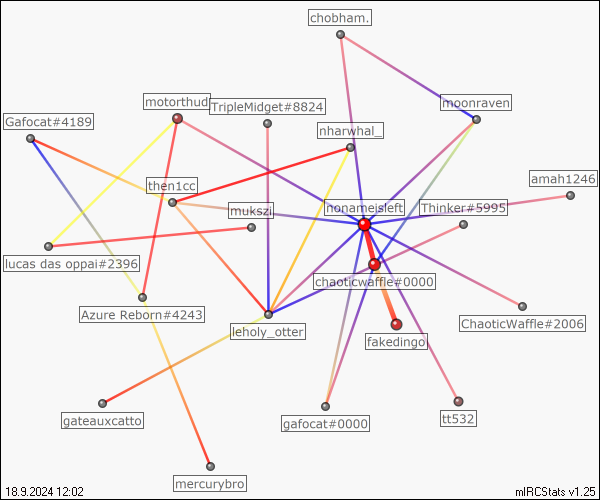 chobham.
motorthud
TripleMidget#8824
moonraven
Gafocat#4189
nharwhal_
amah1246
then1cc
mukszi
nonameisleft
Thinker#5995
lucas das oppai#2396
chaoticwaffle#0000
Azure Reborn#4243
leholy_otter
fakedingo
ChaoticWaffle#2006
gateauxcatto
gafocat#0000
tt532
mercurybro
18.9.2024 12:02
mIRCStats v1.25